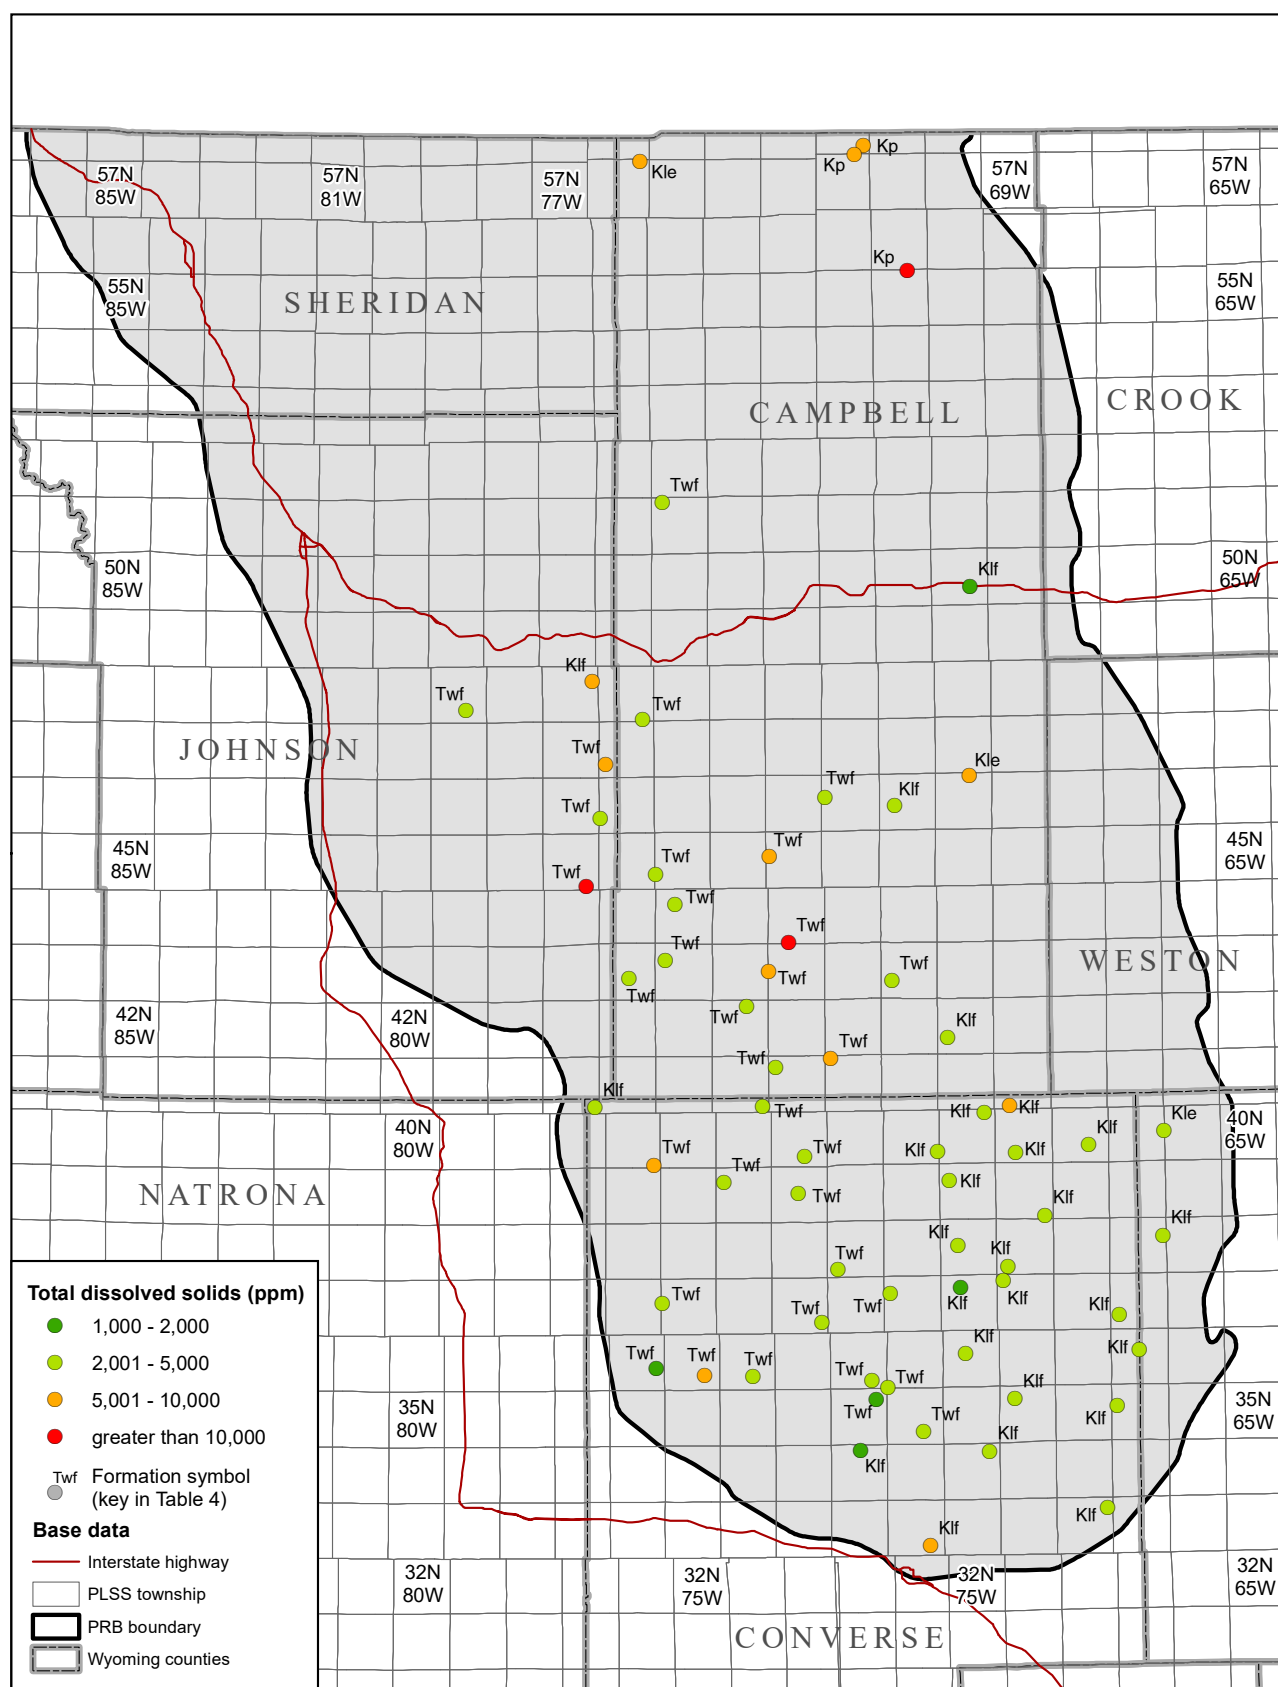 Kp
Kp
Kle
57N
85W
57N
81W
57N
77W
57N
69W
57N
65W
Kp
55N
85W
55N
65W
SHERIDAN
CAMPBELL
CROOK
Twf
50N
85W
Klf
50N
65W
Klf
Twf
Twf
JOHNSON
Twf
Kle
Twf
Klf
Twf
45N
85W
Twf
Twf
Twf
45N
65W
Twf
Twf
Twf
WESTON
Twf
Twf
Twf
42N
85W
42N
80W
Twf
Klf
Twf
Twf
Klf
Twf
Klf
Klf
Kle
40N
80W
40N
65W
Twf
Twf
Klf
Klf
Klf
Twf
Klf
Twf
NATRONA
Klf
Klf
Klf
Twf
Klf
Twf
Twf
Klf
Klf
Twf
Klf
Klf
Klf
Twf
Twf
Twf
Twf
Twf
Klf
35N
80W
Twf
Twf
Klf
Klf
35N
65W
Klf
Klf
Klf
32N
80W
32N
75W
32N
75W
32N
65W
CONVERSE
Total dissolved solids (ppm)
1,000 - 2,000
2,001 - 5,000
5,001 - 10,000
greater than 10,000
Twf Formation symbol
(key in Table 4)
Base data
Interstate highway
PLSS township
PRB boundary
Wyoming counties